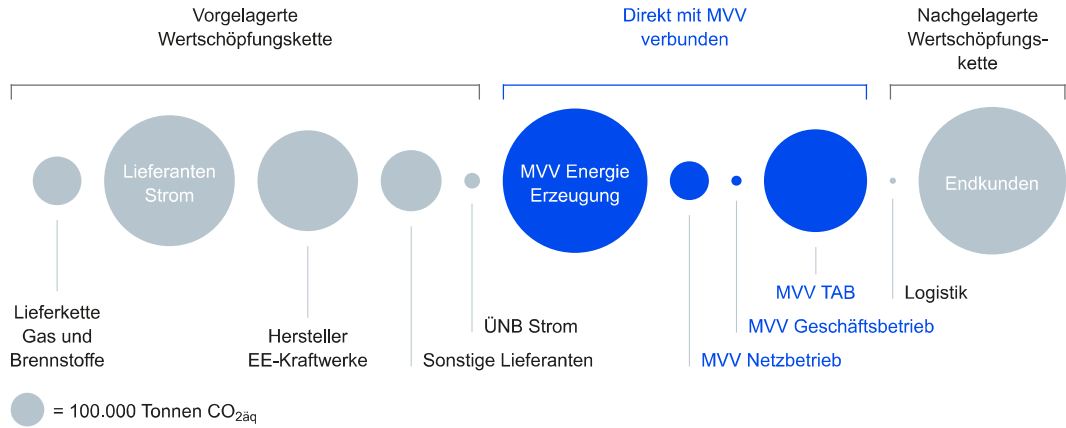 Vorgelagerte
Wertschöpfungskette
Direkt mit MVV
verbunden
Nachgelagerte
Wertschöpfungs-
kette
Lieferanten
Strom
MVV Energie
Erzeugung
Endkunden
Lieferkette
Gas und
Brennstoffe
Hersteller
EE-Kraftwerke
ÜNB Strom
Sonstige Lieferanten
MVV TAB
MVV Geschäftsbetrieb
MVV Netzbetrieb
Logistik
= 100.000 Tonnen CO₂äq